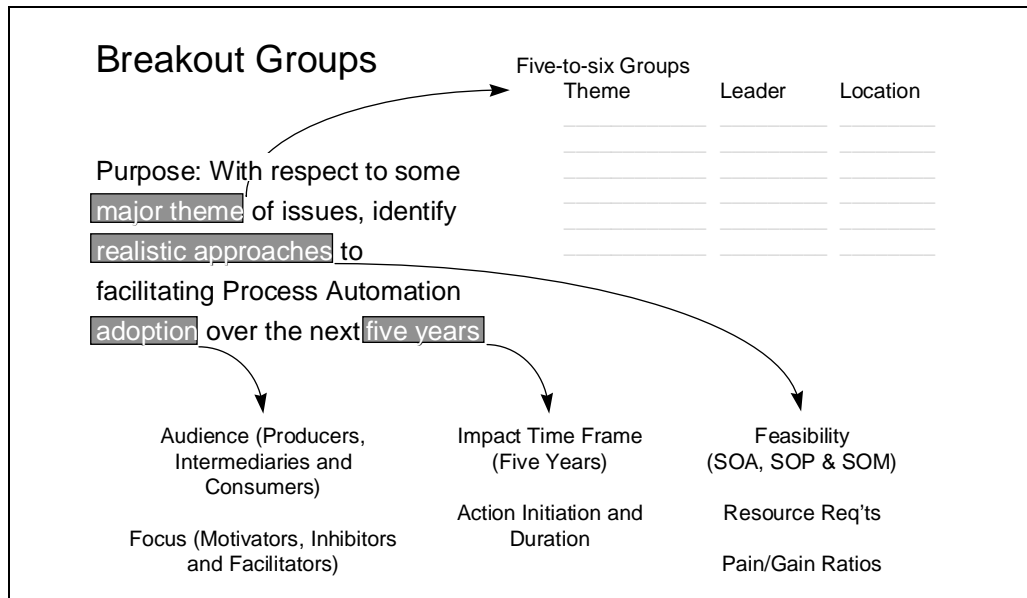 Breakout Groups
Five-to-six Groups
Theme Leader Location
Purpose: With respect to some
major theme of issues, identify
realistic approaches to
facilitating Process Automation
adoption over the next five years
Audience (Producers,
Intermediaries and
Consumers)
Focus (Motivators, Inhibitors
and Facilitators)
Impact Time Frame
(Five Years)
Action Initiation and
Duration
Feasibility
(SOA, SOP & SOM)
Resource Req'ts
Pain/Gain Ratios